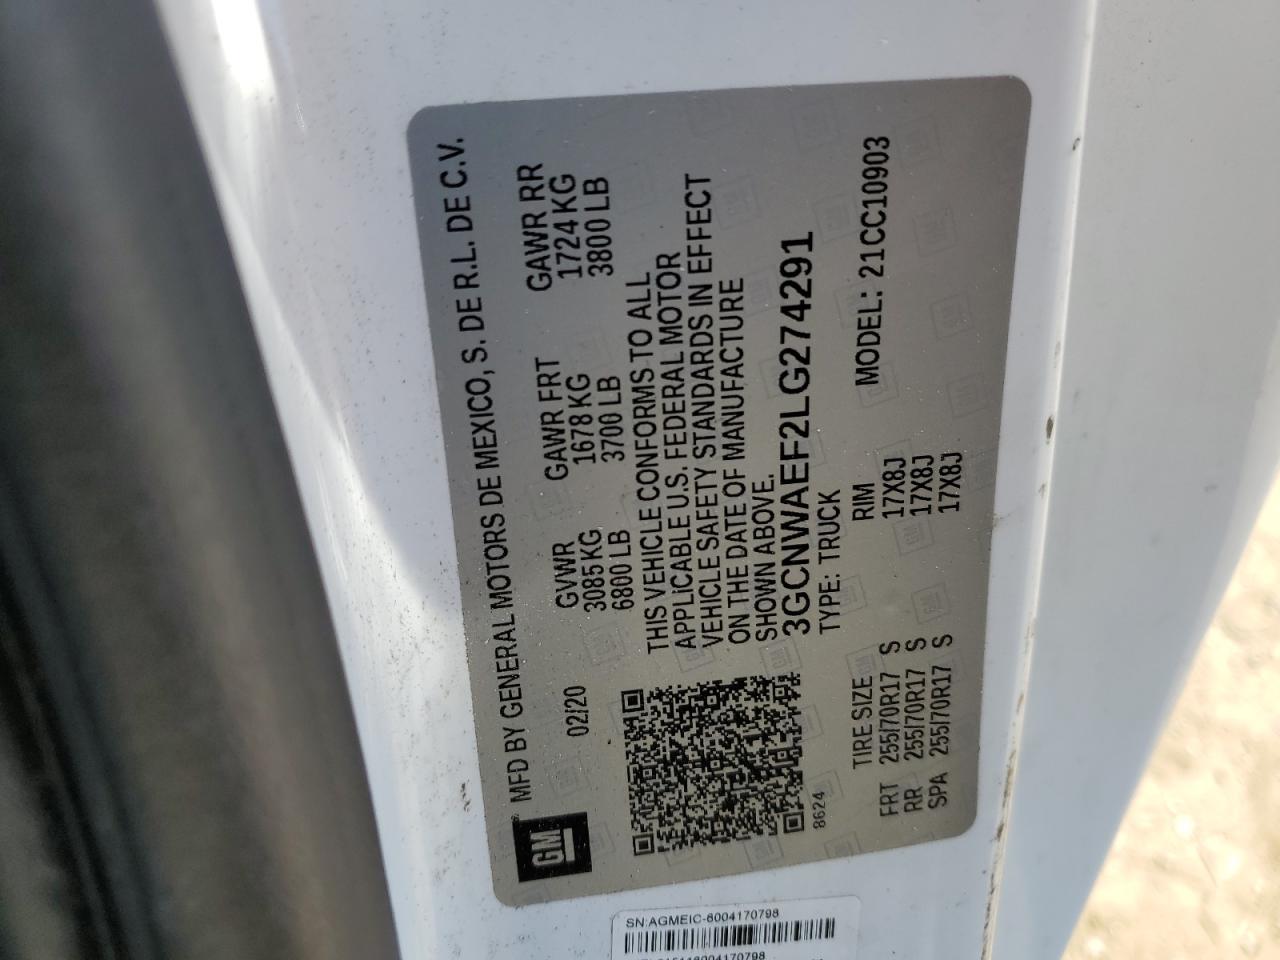 GM
MFD BY GENERAL MOTORS DE MEXICO, S. DE R.L. DE C.V.
02/20
GVWR GAWR FRT GAWR RR
3085KG 1678 KG 1724 KG
6800 LB 3700 LB 3800 LB
THIS VEHICLE CONFORMS TO ALL
APPLICABLE U.S. FEDERAL MOTOR
VEHICLE SAFETY STANDARDS IN EFFECT
ON THE DATE OF MANUFACTURE
SHOWN ABOVE.
3GCNWAEF2LG274291
8624
TYPE: TRUCK
MODEL: 21CC10903
TIRE SIZE RIM
FRT 255/70R17 S 17X8J
RR 255/70R17 S 17X8J
SPA 255/70R17 S 17X8J
SN:AGMEIC-8004170798